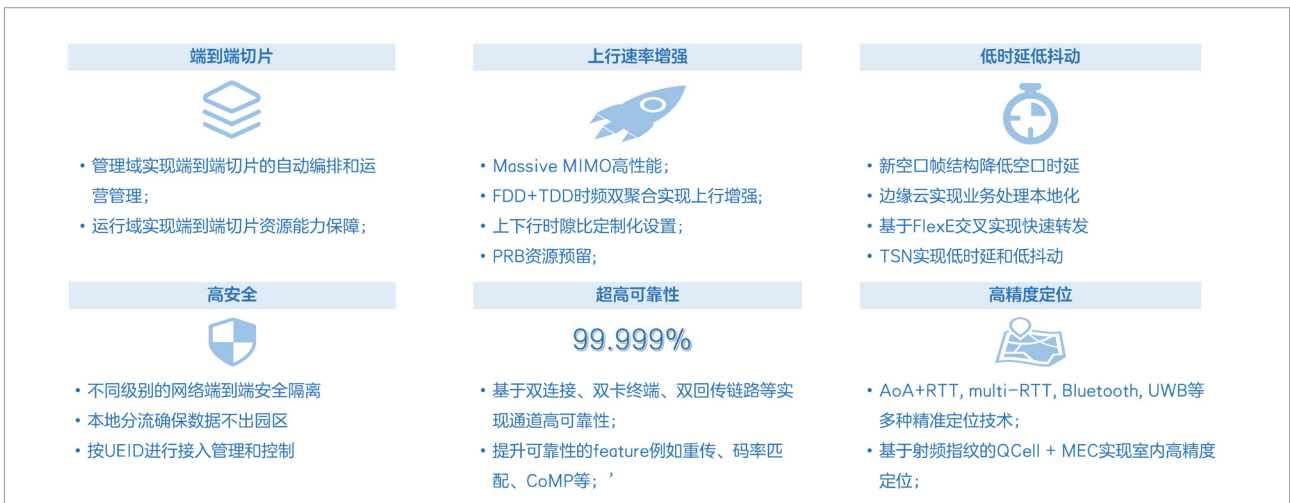 端到端切片
• 管理域实现端到端切片的自动编排和运
营管理；
• 运行域实现端到端切片资源能力保障；
上行速率增强
• Massive MIMO高性能；
• FDD+TDD时频双聚合实现上行增强;
• 上下行时隙比定制化设置；
• PRB资源预留;
低时延低抖动
• 新空口帧结构降低空口时延
• 边缘云实现业务处理本地化
• 基于FlexE交叉实现快速转发
• TSN实现低时延和低抖动
高安全
• 不同级别的网络端到端安全隔离
• 本地分流确保数据不出园区
• 按UEID进行接入管理和控制
超高可靠性
99.999%
• 基于双连接、双卡终端、双回传链路等实
现通道高可靠性；
• 提升可靠性的feature例如重传、码率匹
配、CoMP等；’
高精度定位
• AoA+RTT, multi-RTT, Bluetooth, UWB等
多种精准定位技术；
• 基于射频指纹的QCell + MEC实现室内高精度
定位；